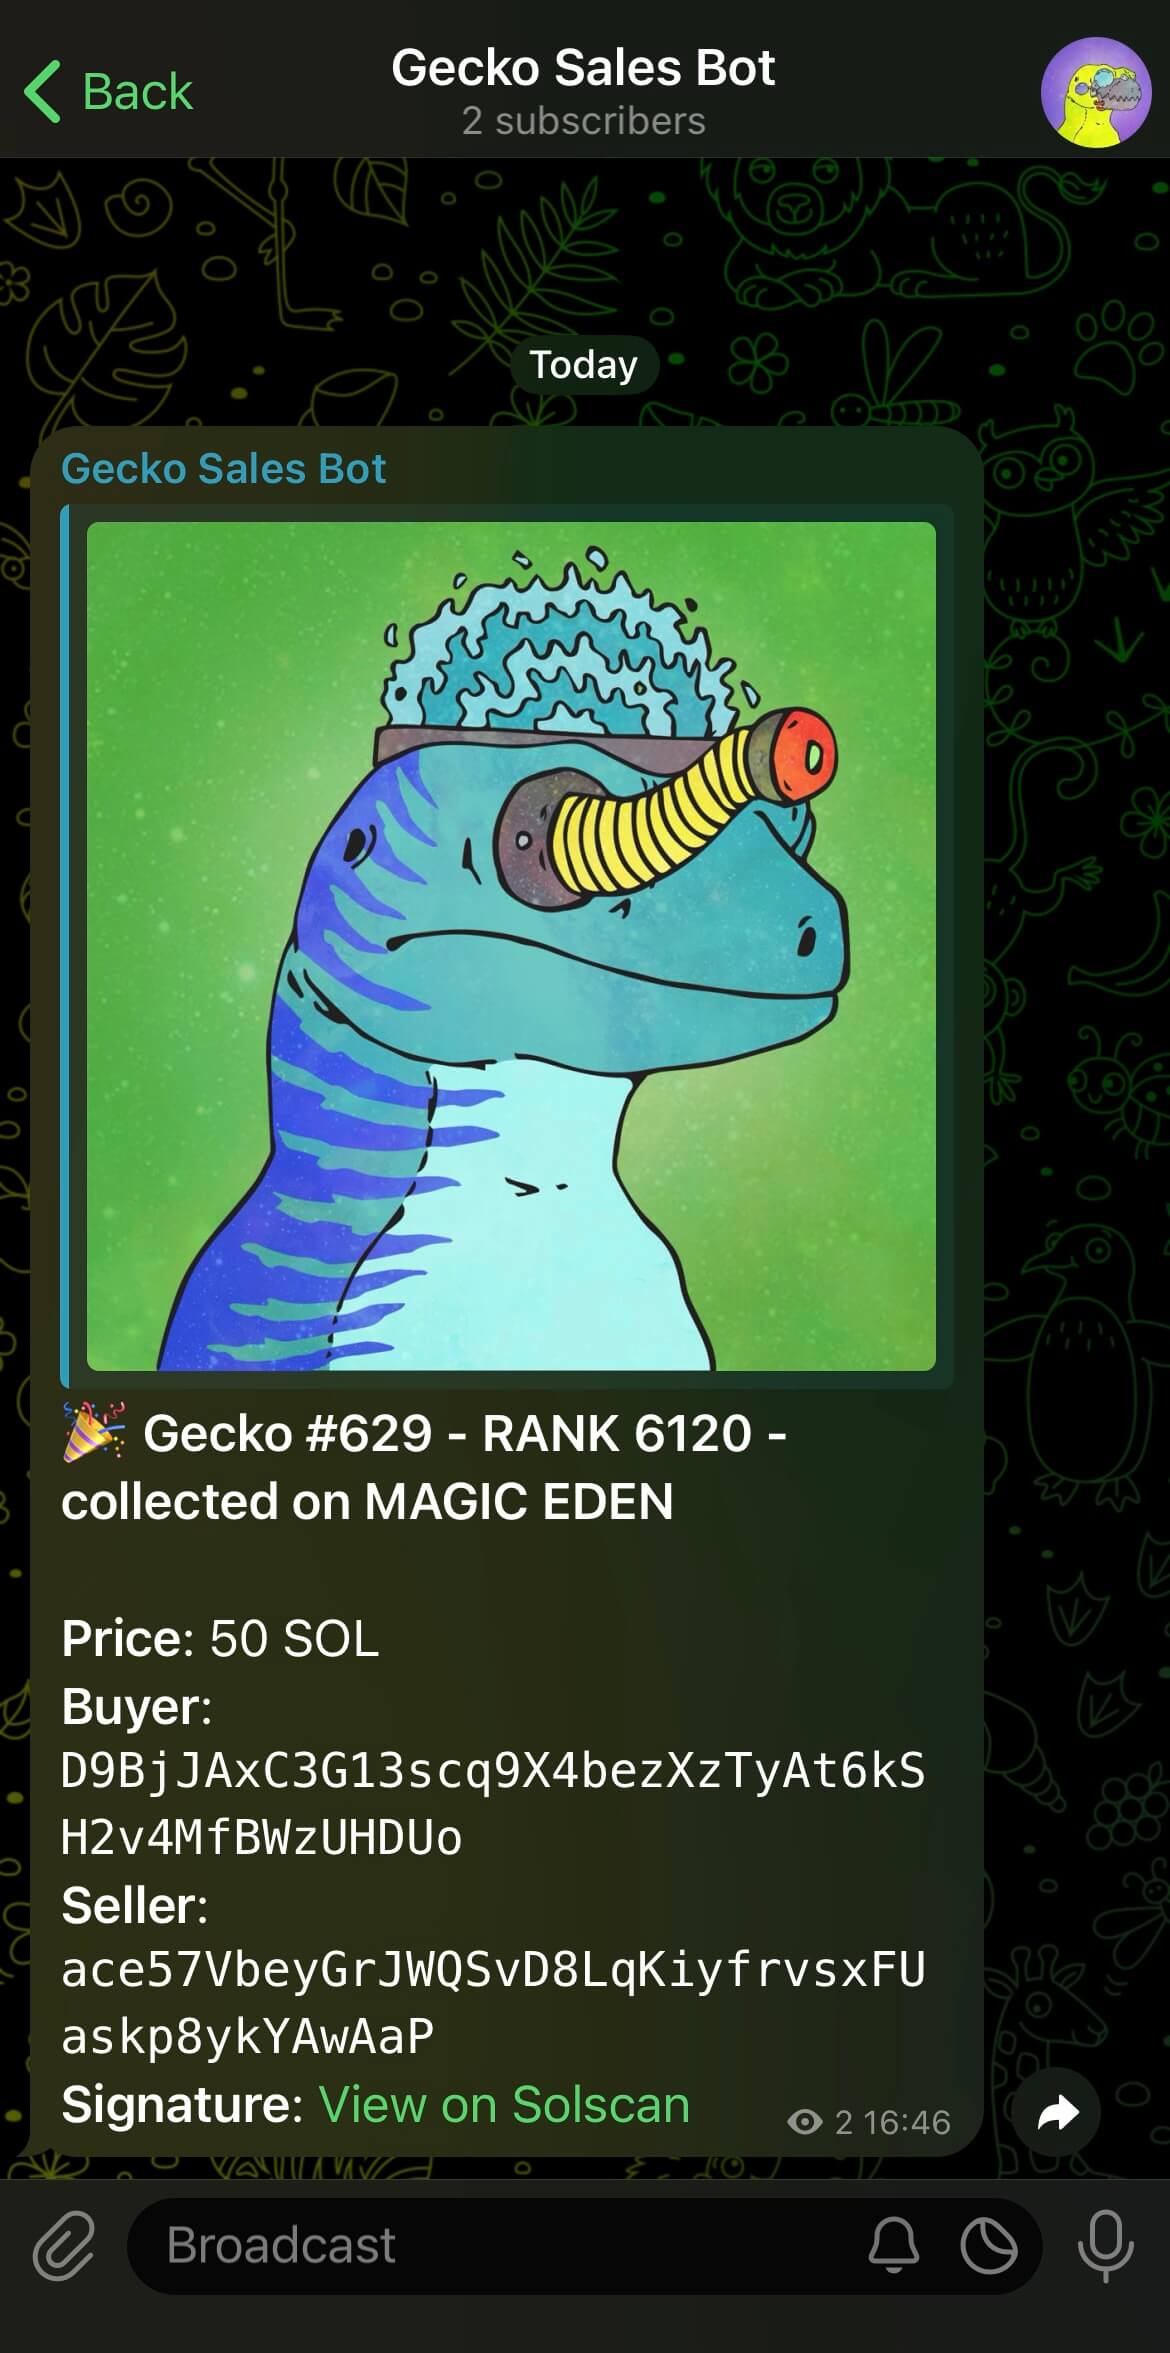 Back
Gecko Sales Bot
2 subscribers
Today
Gecko Sales Bot
🎉 Gecko #629 - RANK 6120 -
collected on MAGIC EDEN
Price: 50 SOL
Buyer:
D9BjJAxC3G13scq9X4bezXzTyAt6kS
H2v4MfBWzUHDUo
Seller:
ace57VbeyGrJWQSvD8LqKiyfrvsxFU
askp8ykYAwAaP
Signature: View on Solscan
2 16:46
Broadcast